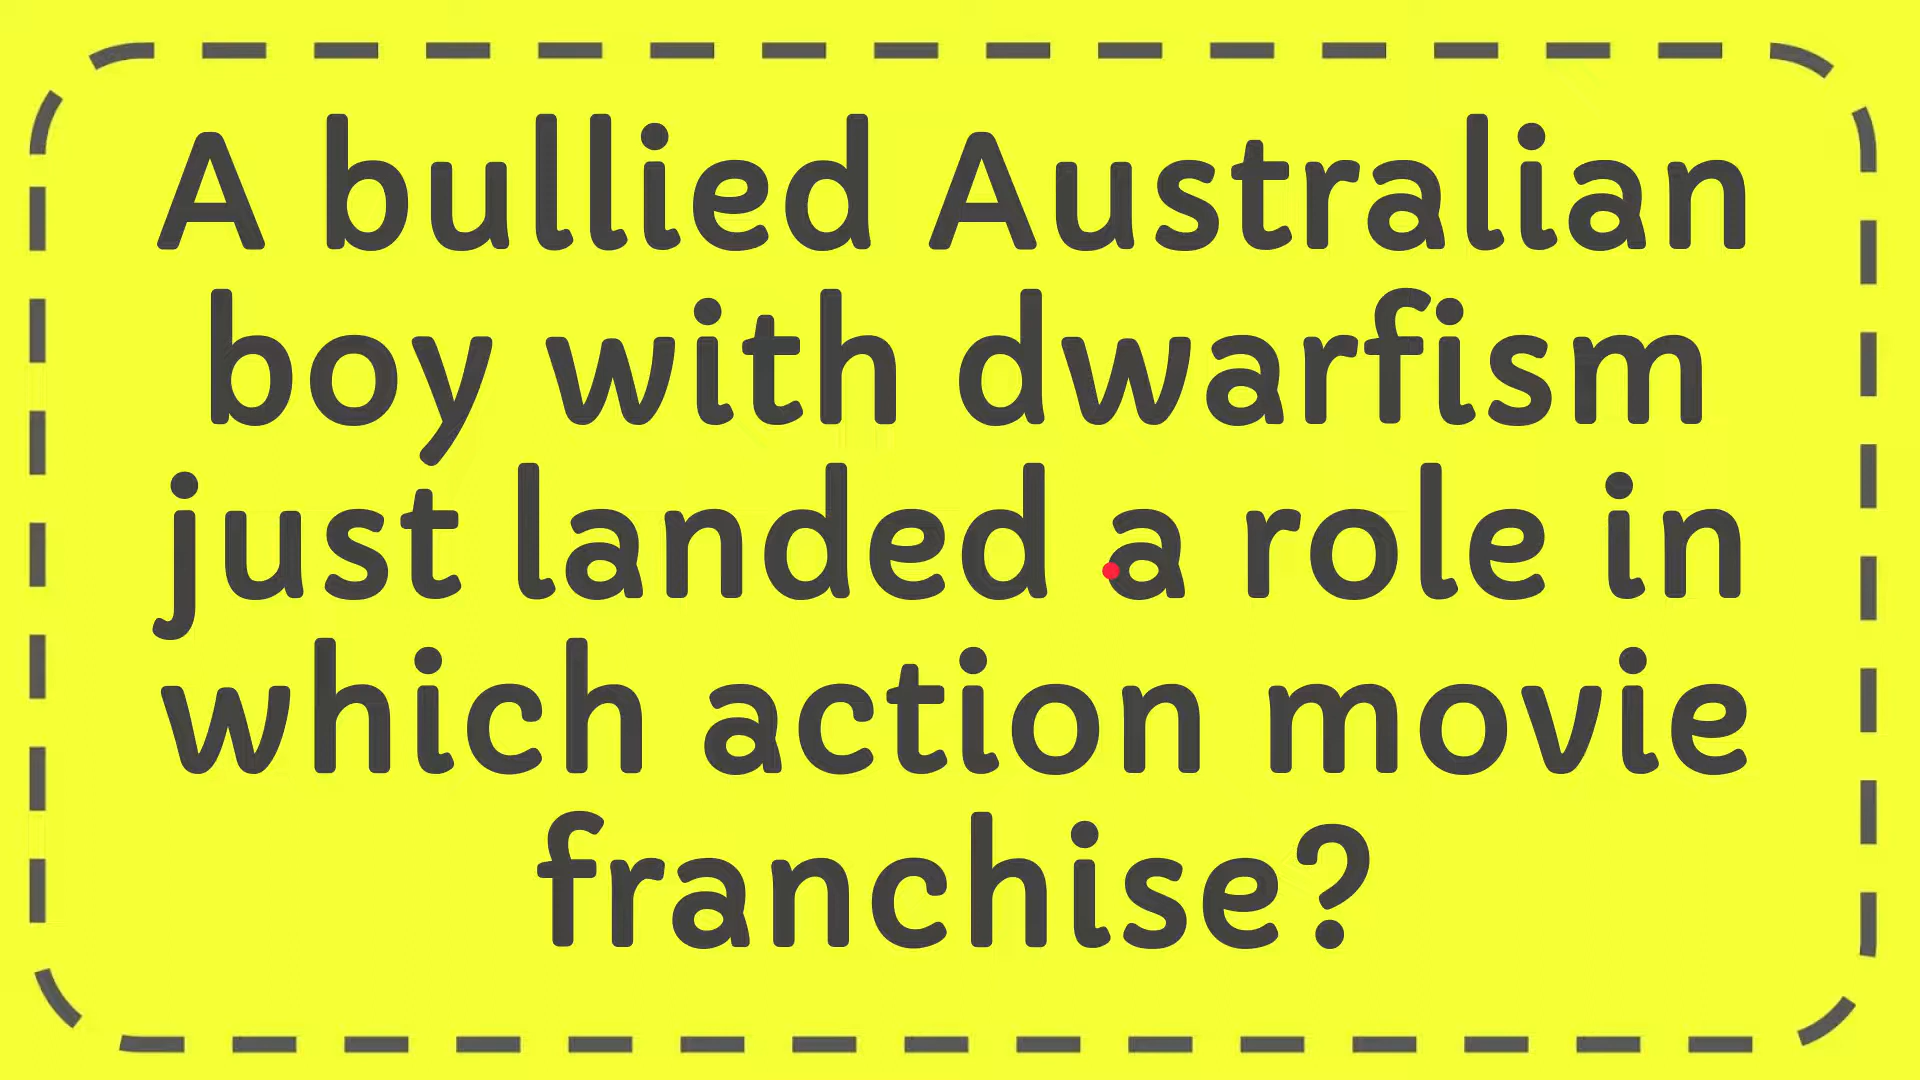 A bullied Australian
boy with dwarfism
just landed a role in
which action movie
franchise?